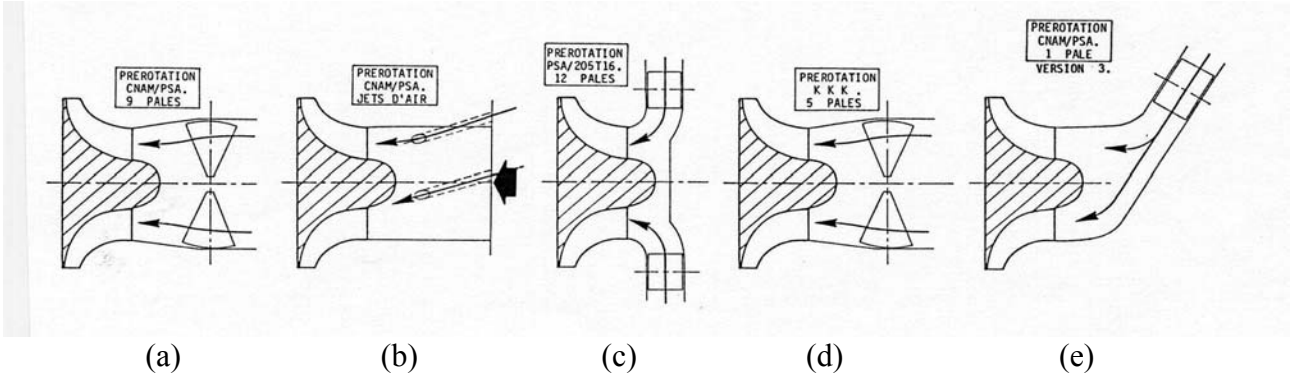 PREROTATION
CNAM/PSA.
9 PALES
PREROTATION
CNAM/PSA.
JETS D'AIR
PREROTATION
PSA/205T16.
12 PALES
PREROTATION
K K K .
5 PALES
PREROTATION
CNAM/PSA.
1 PALE
VERSION 3.
(a)
(b)
(c)
(d)
(e)